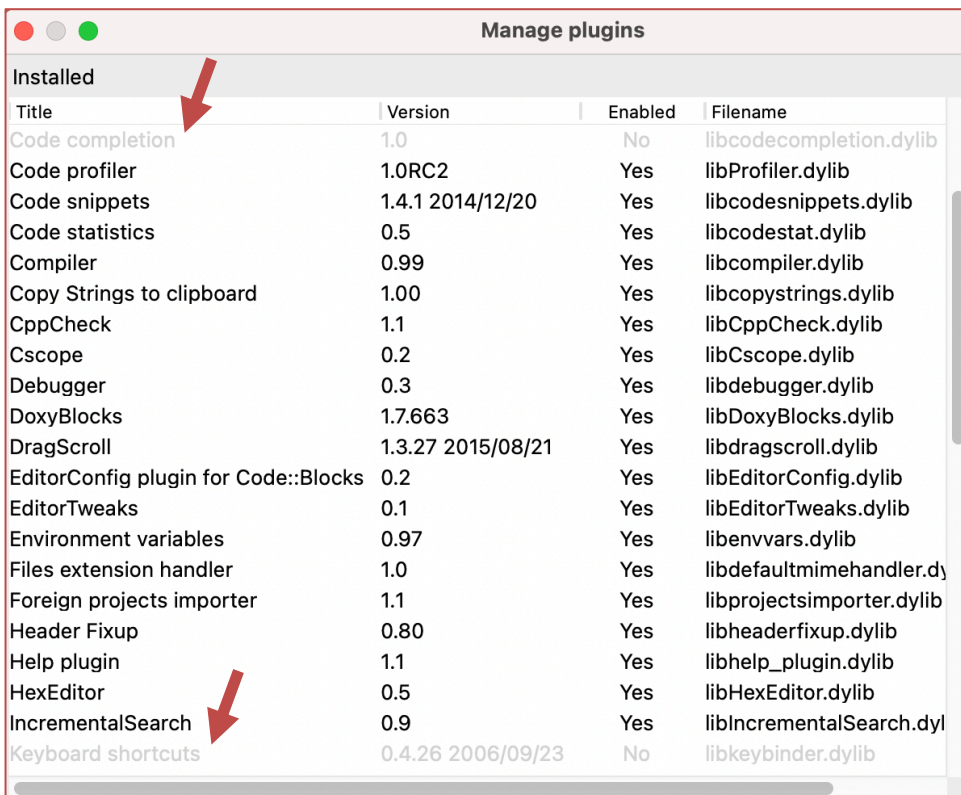 Manage plugins
Installed
Title Version Enabled Filename
Code completion 1.0 No libcodecompletion.dylib
Code profiler 1.0RC2 Yes libProfiler.dylib
Code snippets 1.4.1 2014/12/20 Yes libcodesnippets.dylib
Code statistics 0.5 Yes libcodestat.dylib
Compiler 0.99 Yes libcompiler.dylib
Copy Strings to clipboard 1.00 Yes libcopystrings.dylib
CppCheck 1.1 Yes libCppCheck.dylib
Cscope 0.2 Yes libCscope.dylib
Debugger 0.3 Yes libdebugger.dylib
DoxyBlocks 1.7.663 Yes libDoxyBlocks.dylib
DragScroll 1.3.27 2015/08/21 Yes libdragscroll.dylib
EditorConfig plugin for Code::Blocks 0.2 Yes libEditorConfig.dylib
EditorTweaks 0.1 Yes libEditorTweaks.dylib
Environment variables 0.97 Yes libenvvars.dylib
Files extension handler 1.0 Yes libdefaultmimehandler.dy
Foreign projects importer 1.1 Yes libprojectsimporter.dylib
Header Fixup 0.80 Yes libheaderfixup.dylib
Help plugin 1.1 Yes libhelp_plugin.dylib
HexEditor 0.5 Yes libHexEditor.dylib
IncrementalSearch 0.9 Yes libIncrementalSearch.dyl
Keyboard shortcuts 0.4.26 2006/09/23 No libkeybinder.dylib